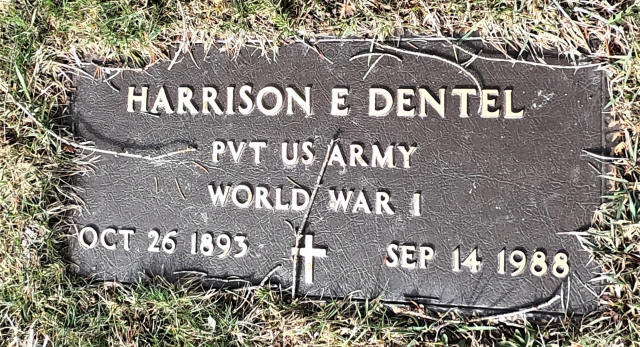 HARRISON E DENTEL
PVT US ARMY
WORLD WAR I
OCT 26 1893 SEP 14 1988